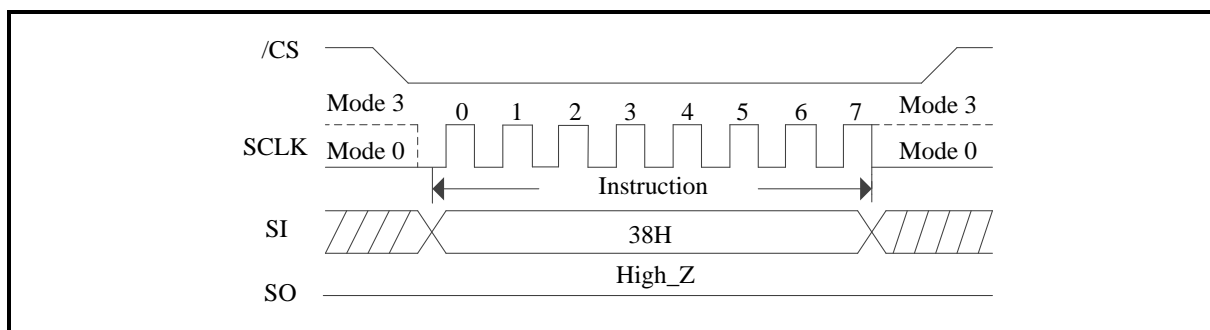 /CS
Mode 3 0 1 2 3 4 5 6 7 Mode 3
SCLK Mode 0 Mode 0
Instruction
SI 38H
High_Z
SO